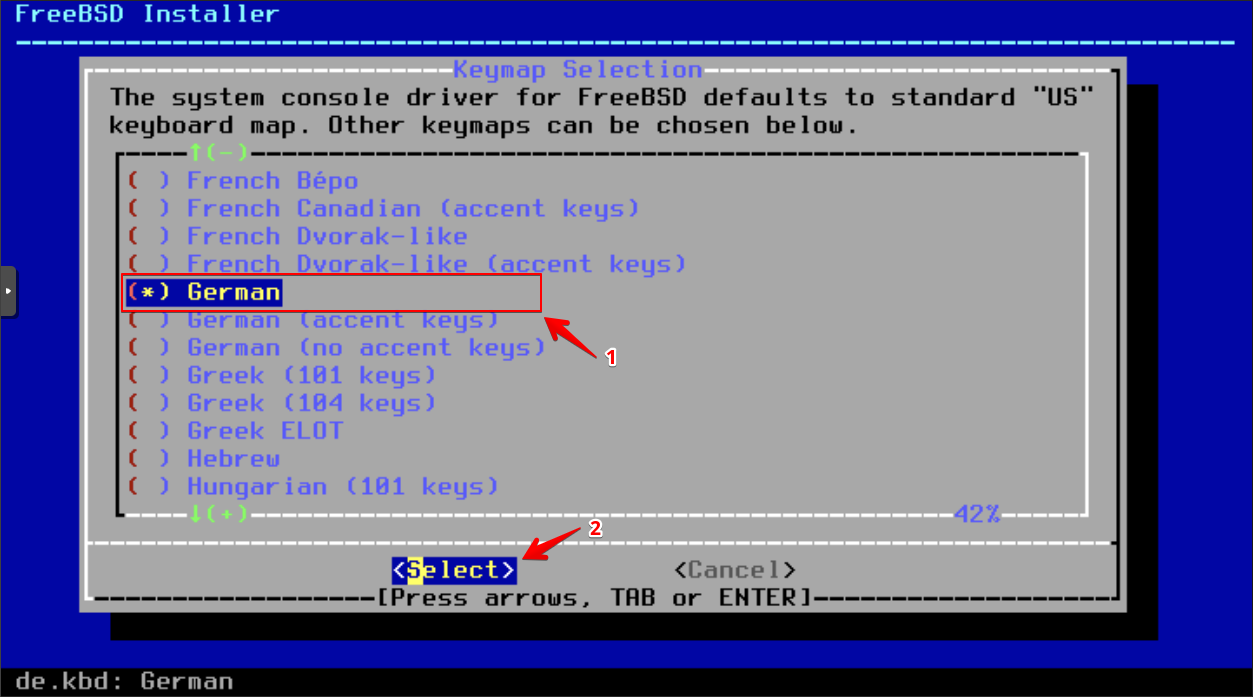 FreeBSD Installer
Keymap Selection
The system console driver for FreeBSD defaults to standard "US"
keyboard map. Other keymaps can be chosen below.
↑(-)
( ) French Bépo
( ) French Canadian (accent keys)
( ) French Dvorak-like
( ) French Dvorak-like (accent keys)
(*) German
( ) German (accent keys)
( ) German (no accent keys)
1
( ) Greek (101 keys)
( ) Greek (104 keys)
( ) Greek ELOT
( ) Hebrew
( ) Hungarian (101 keys)
↓(+) 42%
2
<Select> <Cancel>
[Press arrows, TAB or ENTER]
de.kbd: German